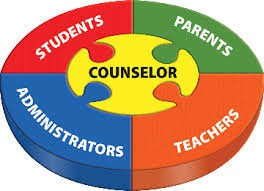 STUDENTS
PARENTS
COUNSELOR
ADMINISTRATORS
TEACHERS